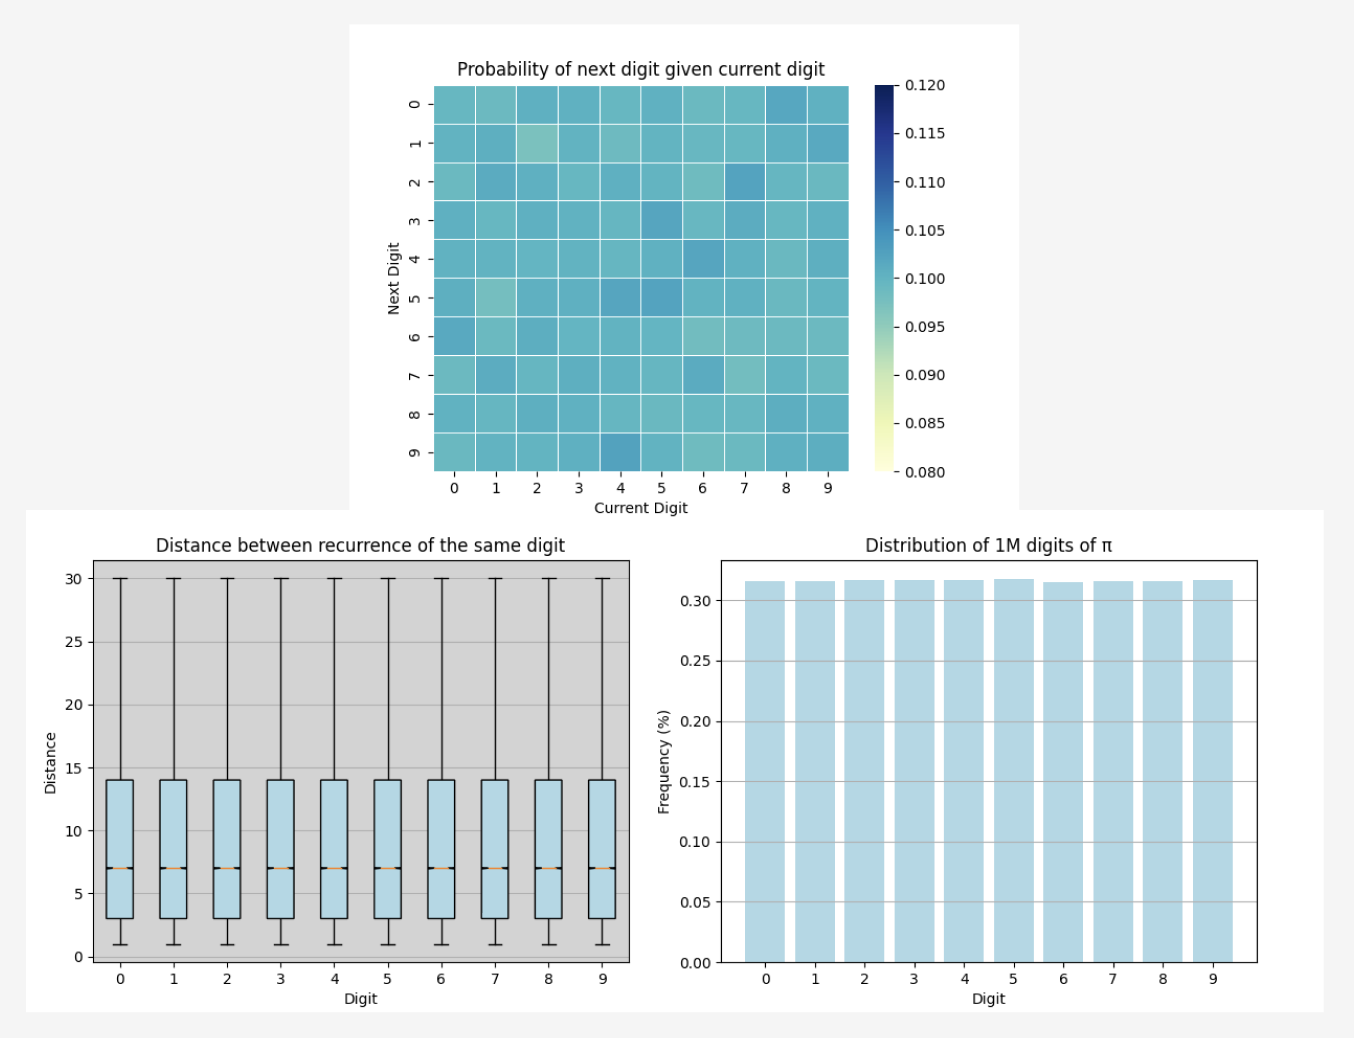 Probability of next digit given current digit
0
1
2
3
4
5
6
7
8
9
Next Digit
0 1 2 3 4 5 6 7 8 9
Current Digit
0.120
0.115
0.110
0.105
0.100
0.095
0.090
0.085
0.080
Distance between recurrence of the same digit
30
25
20
15
10
5
0
Distance
0 1 2 3 4 5 6 7 8 9
Digit
Distribution of 1M digits of π
0.30
0.25
0.20
0.15
0.10
0.05
0.00
Frequency (%)
0 1 2 3 4 5 6 7 8 9
Digit